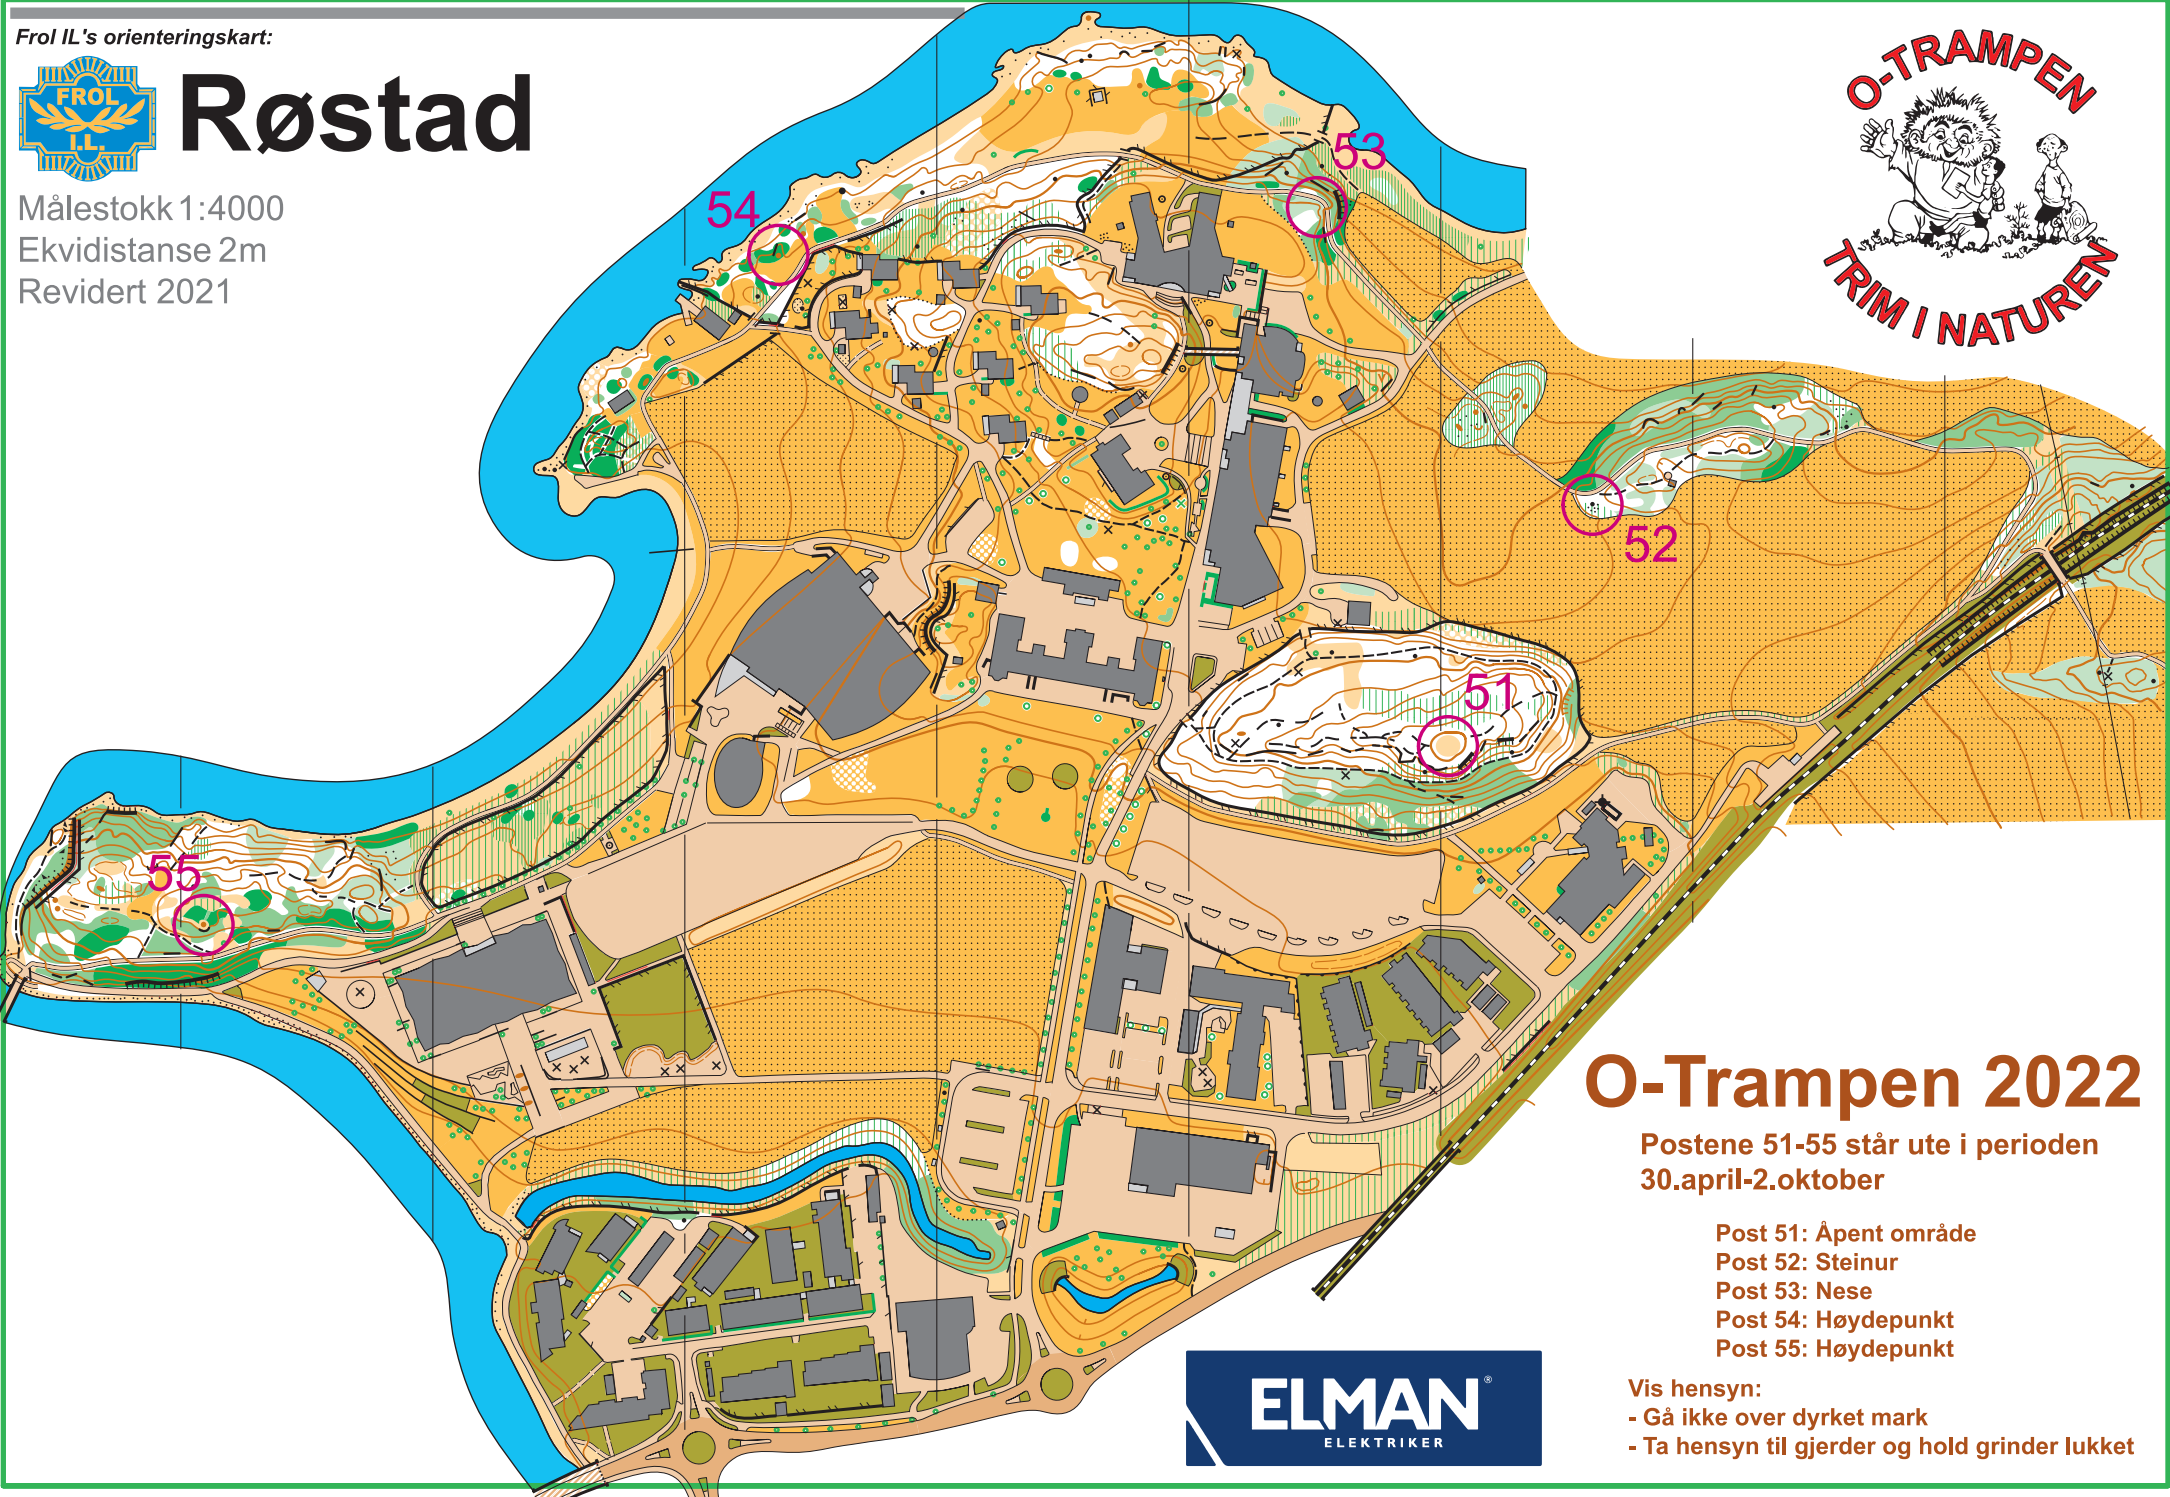 Frol IL's orienteringskart:
FROL
I.L.
Røstad
Målestokk 1:4000
Ekvidistanse 2m
Revidert 2021
O-TRAMPEN
TRIM I NATUREN
53
54
52
51
55
O-Trampen 2022
Postene 51-55 står ute i perioden
30.april-2.oktober
Post 51: Åpent område
Post 52: Steinur
Post 53: Nese
Post 54: Høydepunkt
Post 55: Høydepunkt
Vis hensyn:
- Gå ikke over dyrket mark
- Ta hensyn til gjerder og hold grinder lukket
ELMAN®
ELEKTRIKER